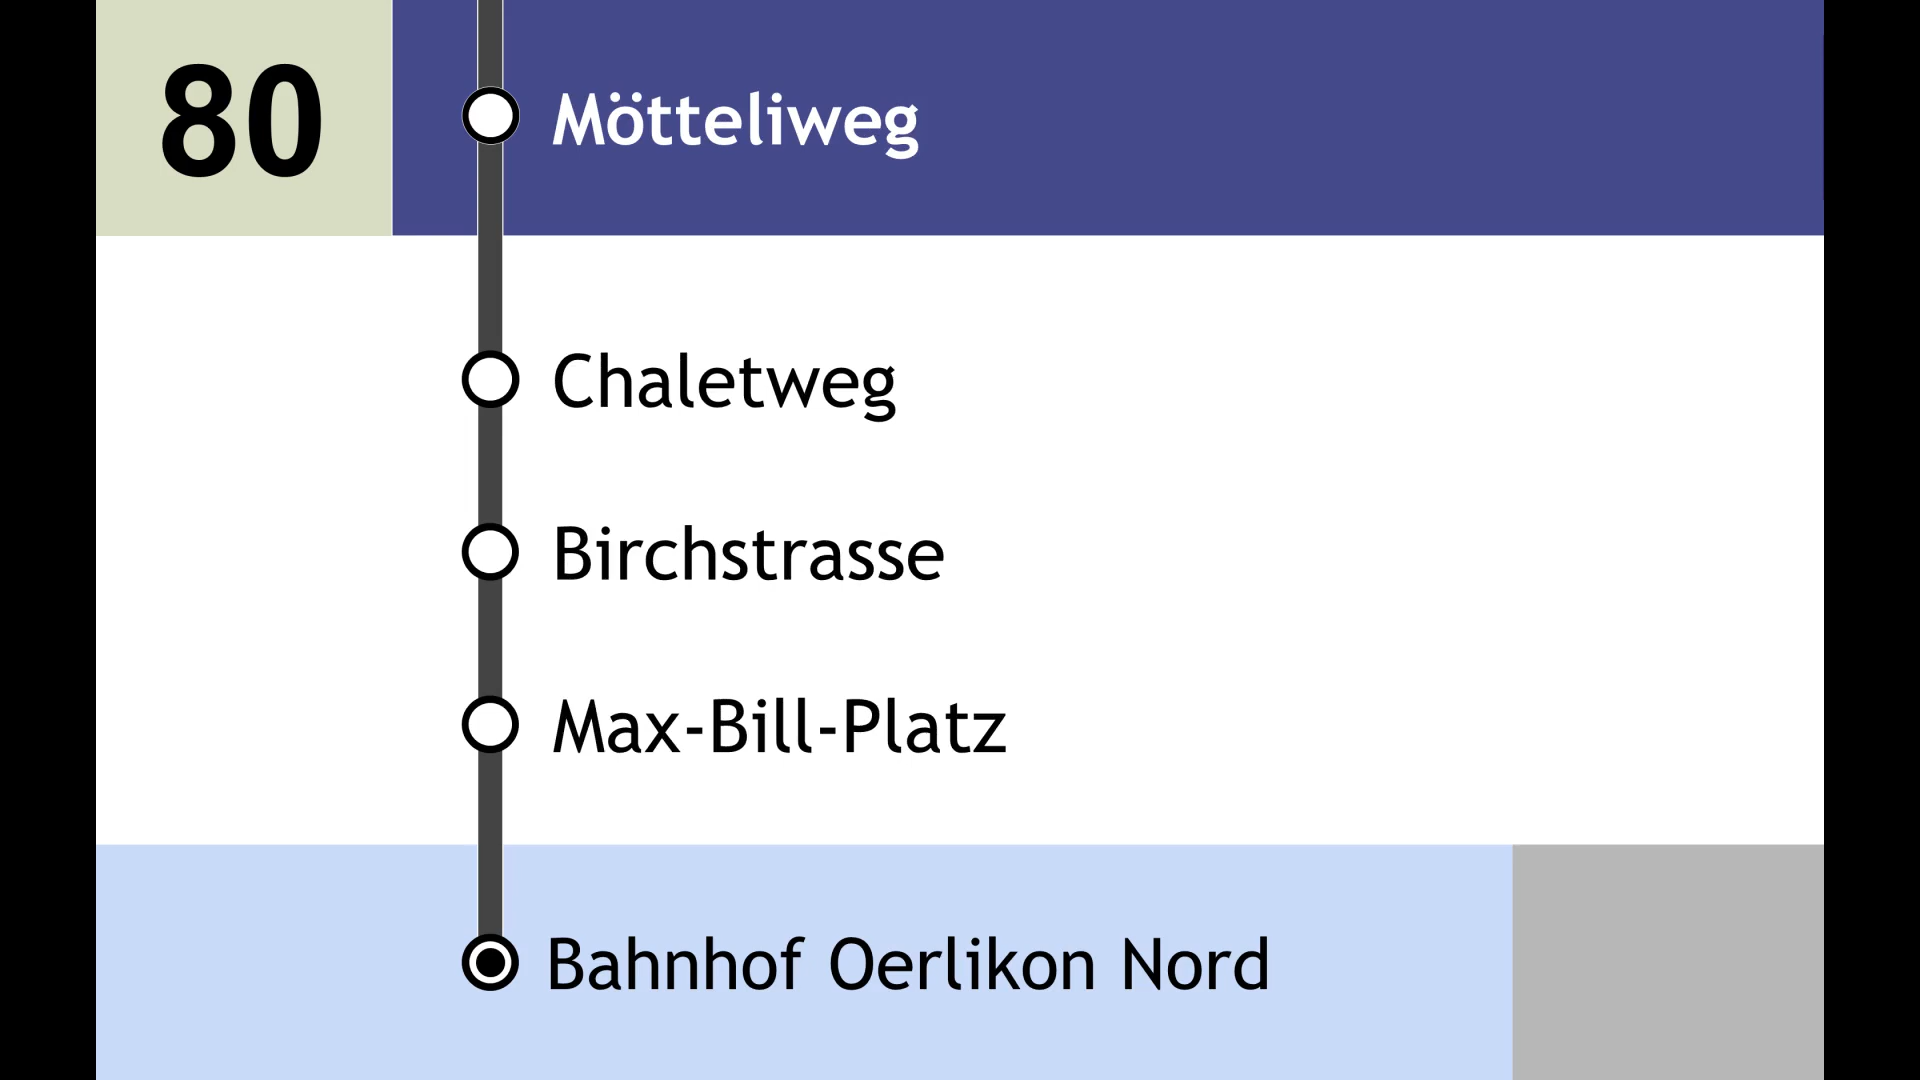 80
Mötteliweg
Chaletweg
Birchstrasse
Max-Bill-Platz
Bahnhof Oerlikon Nord